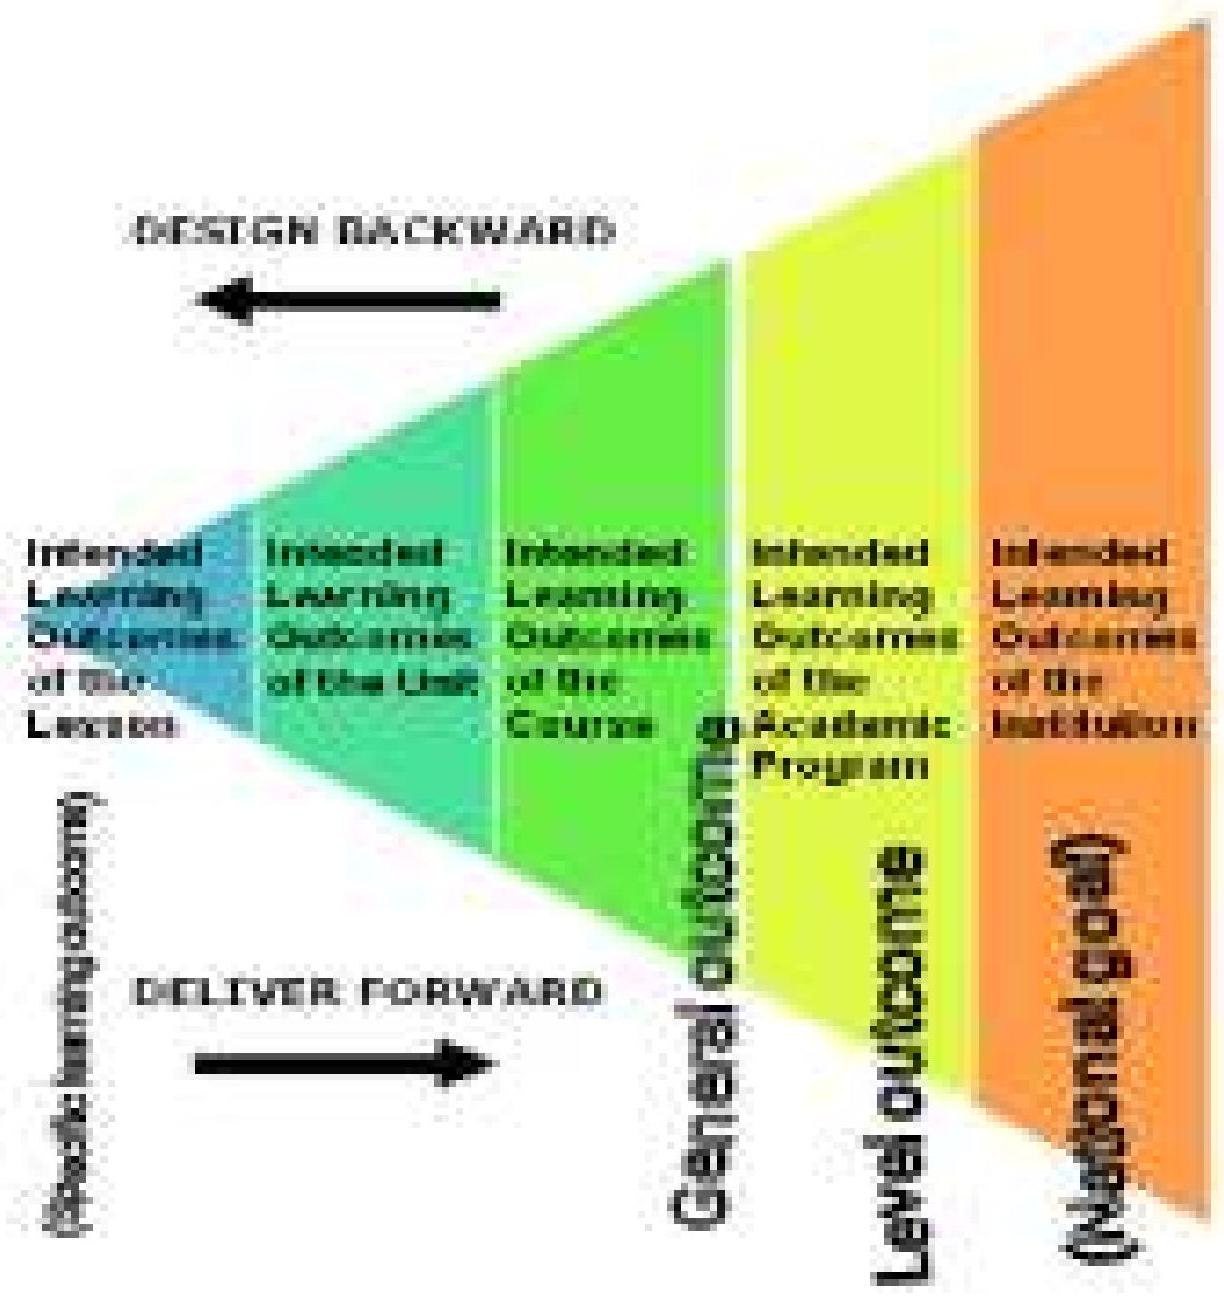 DESIGN BACKWARD
Intended
Learning
Outcomes
of the
Lesson
Intended
Learning
Outcomes
of the Unit
Intended
Learning
Outcomes
of the
Course
Intended
Learning
Outcomes
of the
Academic
Program
Intended
Learning
Outcomes
of the
Institution
(Specific learning outcome)
General outcome
Level outcome
(National goal)
DELIVER FORWARD